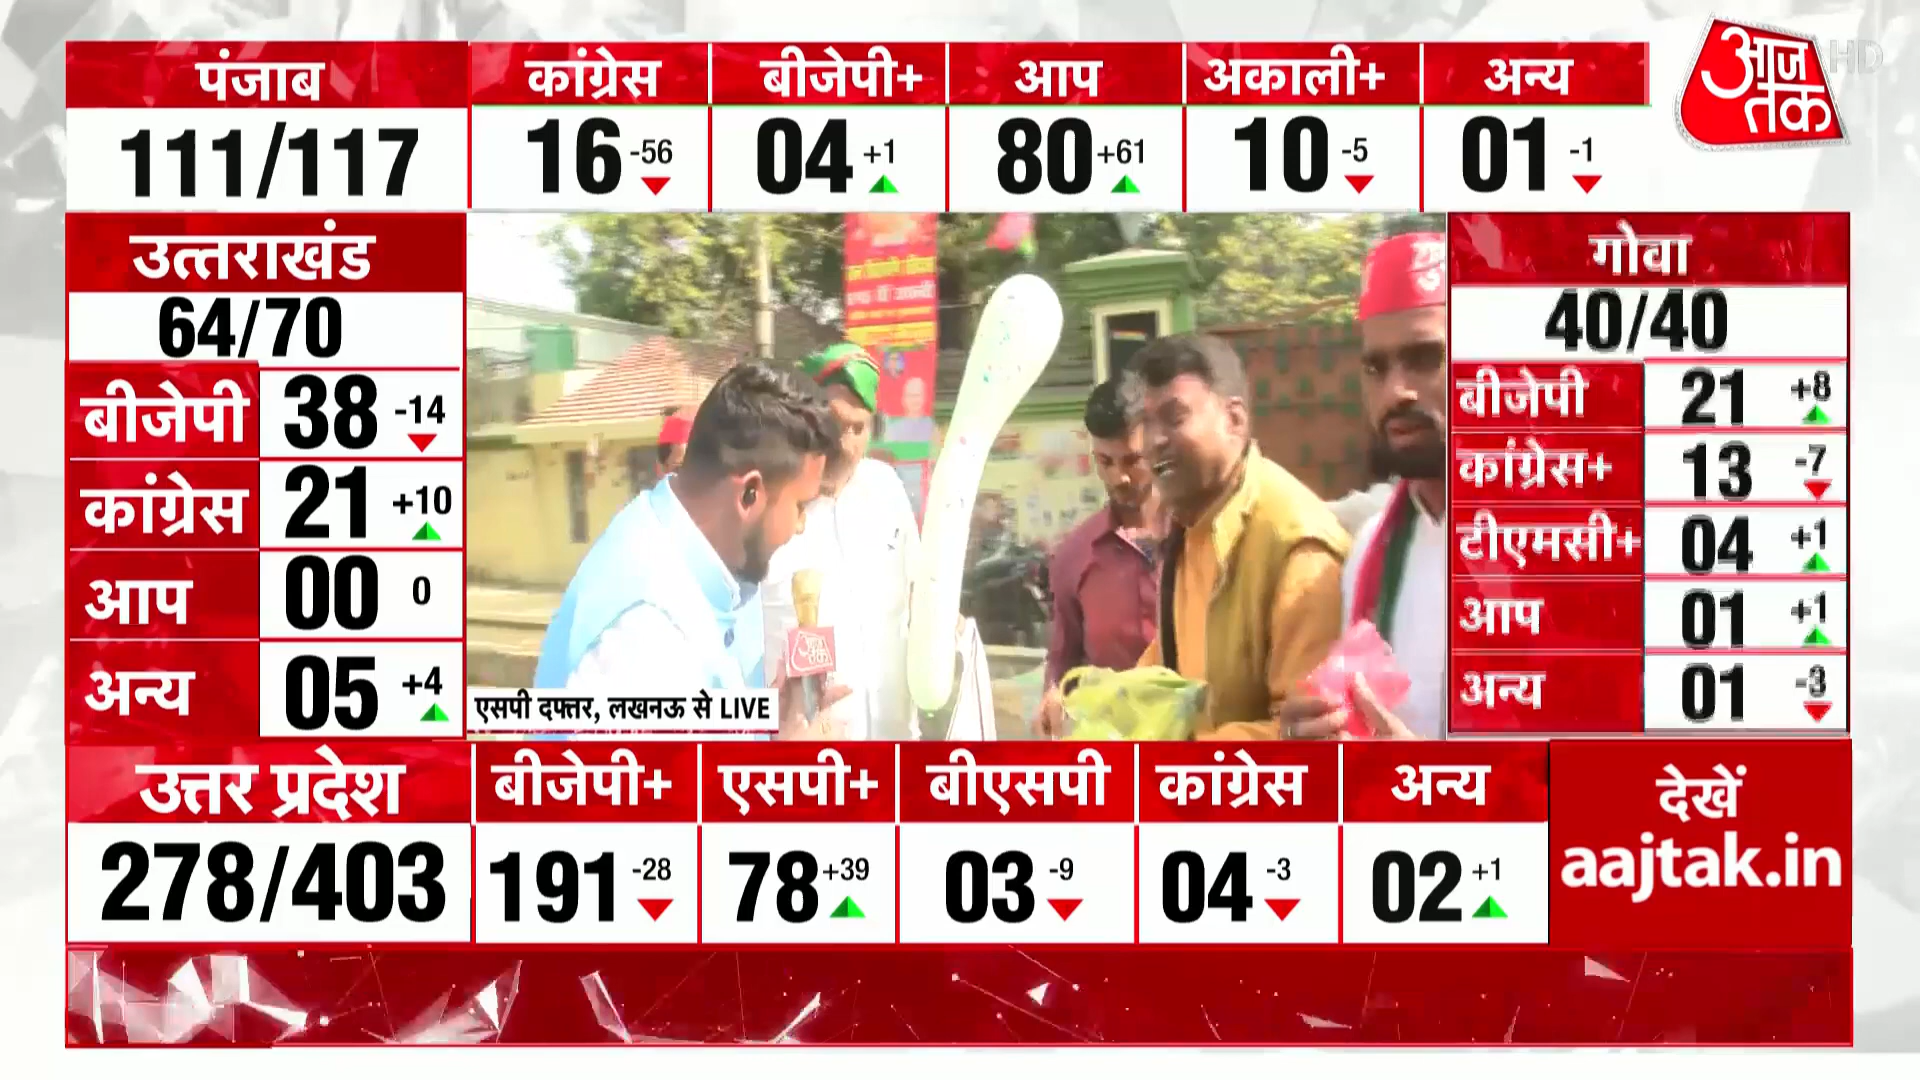 पंजाब
111/117
कांग्रेस
16 -56
बीजेपी+
04 +1
आप
80 +61
अकाली+
10 -5
अन्य
01 -1
आज तक HD
उत्तराखंड
64/70
बीजेपी 38 -14
कांग्रेस 21 +10
आप 00 0
अन्य 05 +4
आज तक
एसपी दफ्तर, लखनऊ से LIVE
गोवा
40/40
बीजेपी 21 +8
कांग्रेस+ 13 -7
टीएमसी+ 04 +1
आप 01 +1
अन्य 01 -3
उत्तर प्रदेश
278/403
बीजेपी+
191 -28
एसपी+
78 +39
बीएसपी
03 -9
कांग्रेस
04 -3
अन्य
02 +1
देखें
aajtak.in